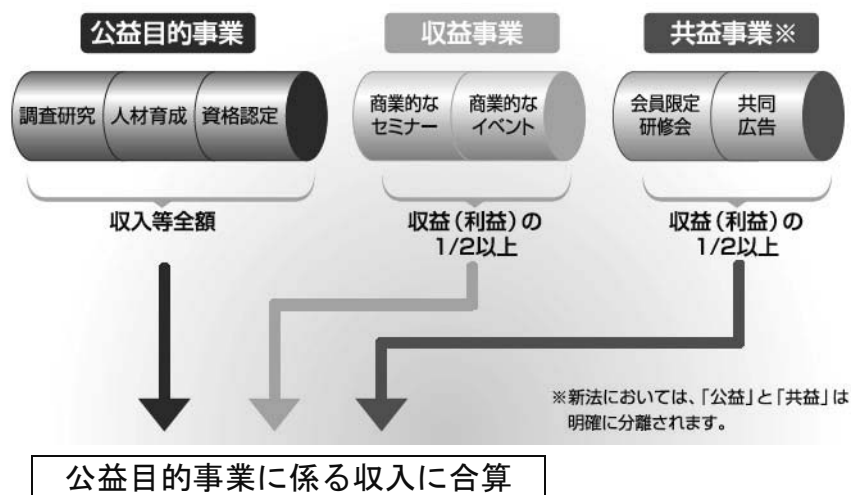 公益目的事業
収益事業
共益事業※
調査研究
人材育成
資格認定
商業的な
セミナー
商業的な
イベント
会員限定
研修会
共同
広告
収入等全額
収益(利益)の
1/2以上
収益(利益)の
1/2以上
※新法においては、「公益」と「共益」は
明確に分離されます。
公益目的事業に係る収入に合算